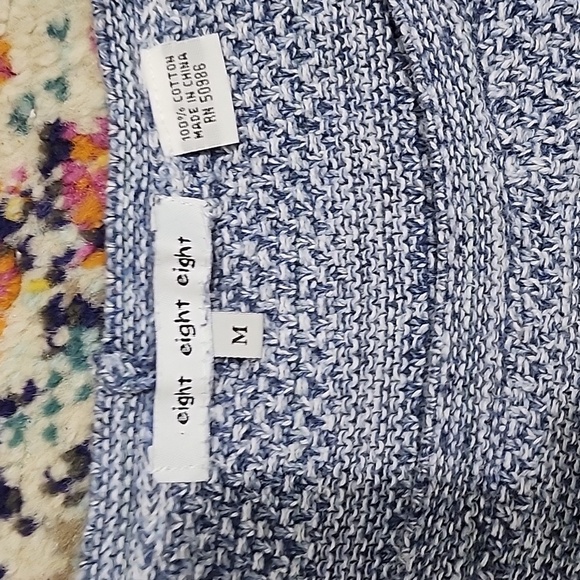 100% COTTON
MADE IN CHINA
RN 50986
eight eight eight
M